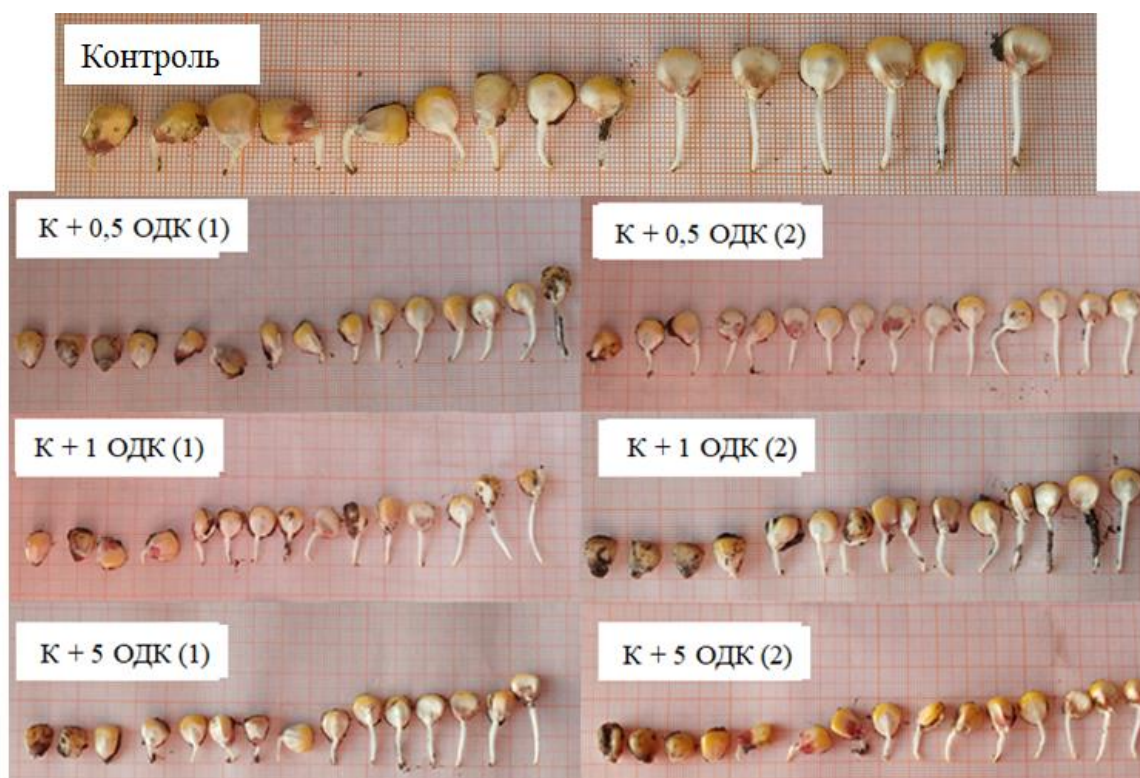 Контроль
К + 0,5 ОДК (1)
К + 0,5 ОДК (2)
К + 1 ОДК (1)
К + 1 ОДК (2)
К + 5 ОДК (1)
К + 5 ОДК (2)